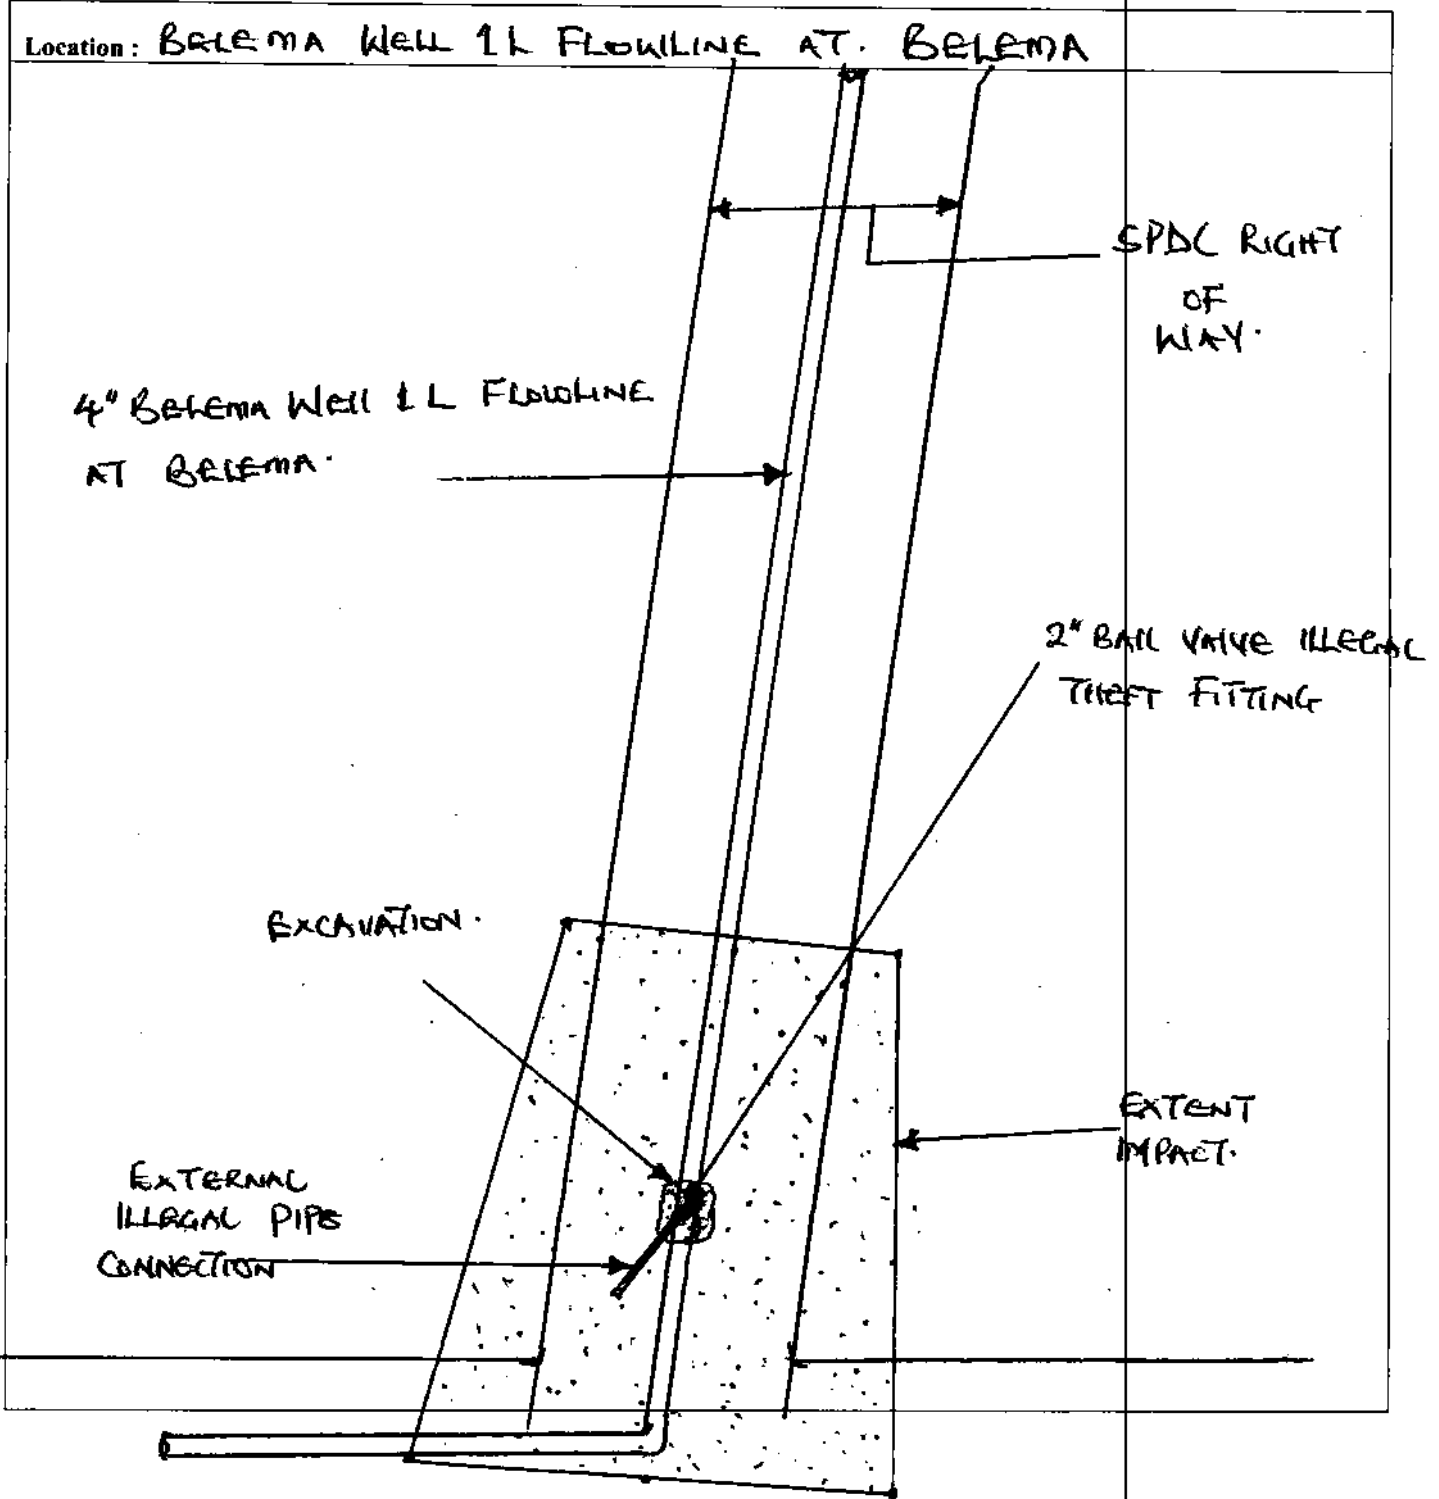 Location : BELEMA WELL 1L FLOWLINE AT. BELEMA
SPDC RIGHT
OF
WAY.
4" BELEMA WELL 1L FLOWLINE
AT BELEMA.
2" BALL VALVE ILLEGAL
THEFT FITTING
EXCAVATION.
EXTENT
IMPACT.
EXTERNAL
ILLEGAL PIPE
CONNECTION